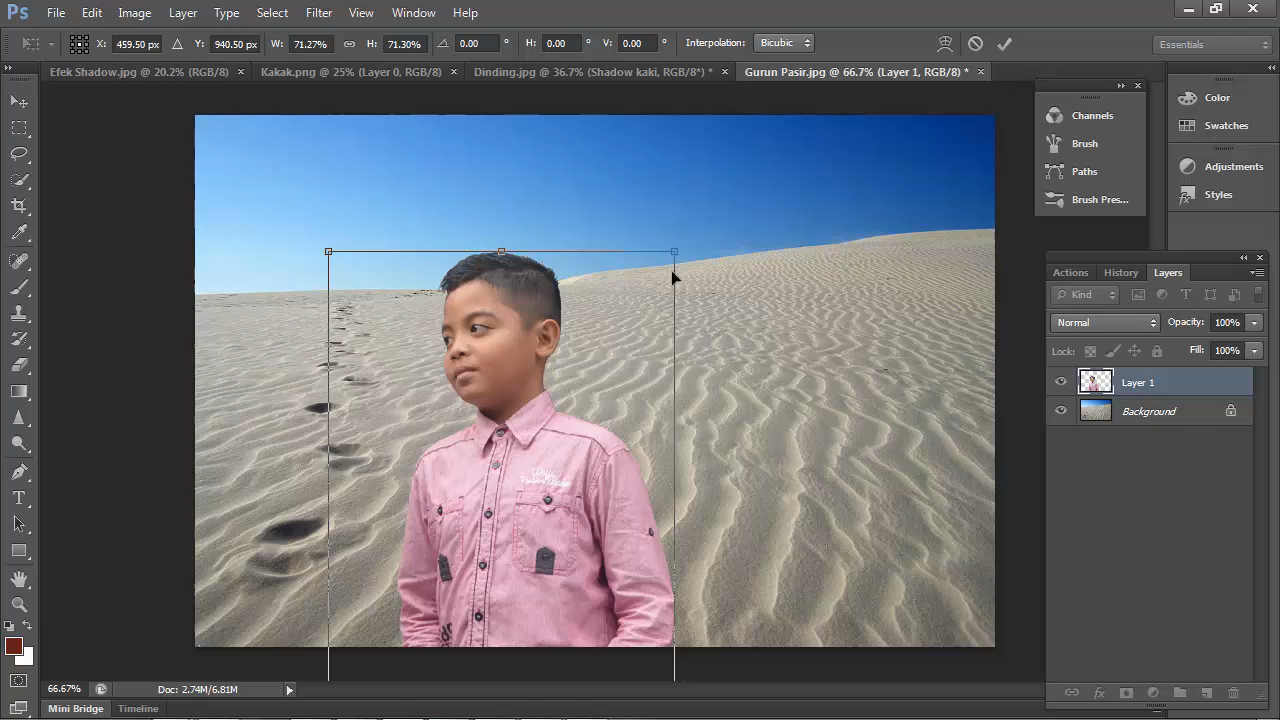 Ps File Edit Image Layer Type Select Filter View Window Help
X: 459.50 px Y: 940.50 px W: 71.27% H: 71.30% 0.00 ° H: 0.00 ° V: 0.00 ° Interpolation: Bicubic Essentials
Efek Shadow.jpg @ 20.2% (RGB/8) × Kakak.png @ 25% (Layer 0, RGB/8) × Dinding.jpg @ 36.7% (Shadow kaki, RGB/8*) * × Gurun Pasir.jpg @ 66.7% (Layer 1, RGB/8) * ×
Color
Channels
Swatches
Brush
Adjustments
Paths
Styles
Brush Pres...
Actions History Layers
Kind
Normal Opacity: 100%
Lock: Fill: 100%
Layer 1
Background
66.67% Doc: 2.74M/6.81M
Mini Bridge Timeline